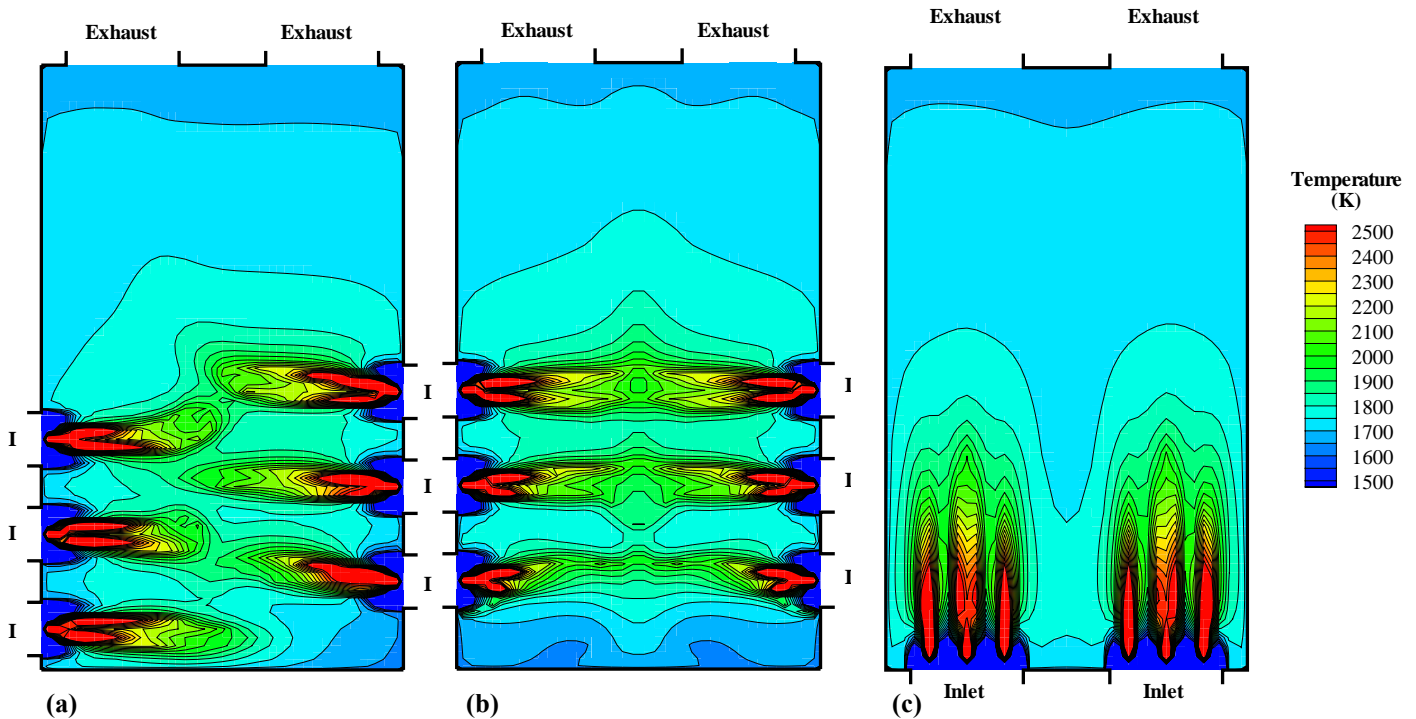 Exhaust Exhaust
Exhaust Exhaust
Exhaust Exhaust
Temperature
(K)
2500
2400
2300
2200
2100
2000
1900
1800
1700
1600
1500
I
I
I
I
I
I
I
I
I
Inlet Inlet
(a)
(b)
(c)